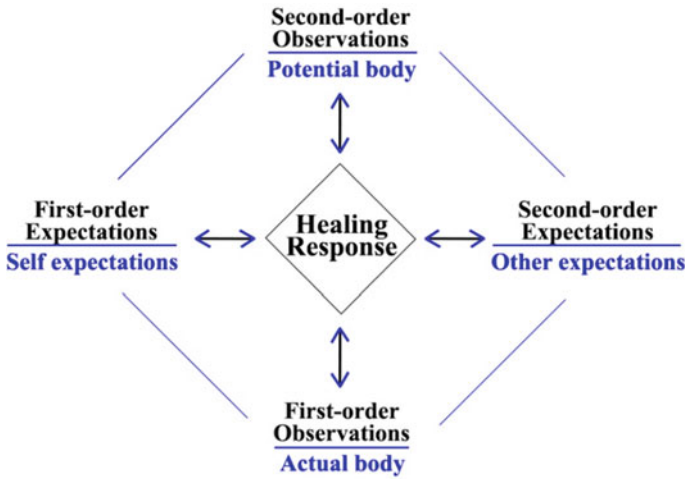 Second-order
Observations
Potential body
First-order
Expectations
Self expectations
Healing
Response
Second-order
Expectations
Other expectations
First-order
Observations
Actual body